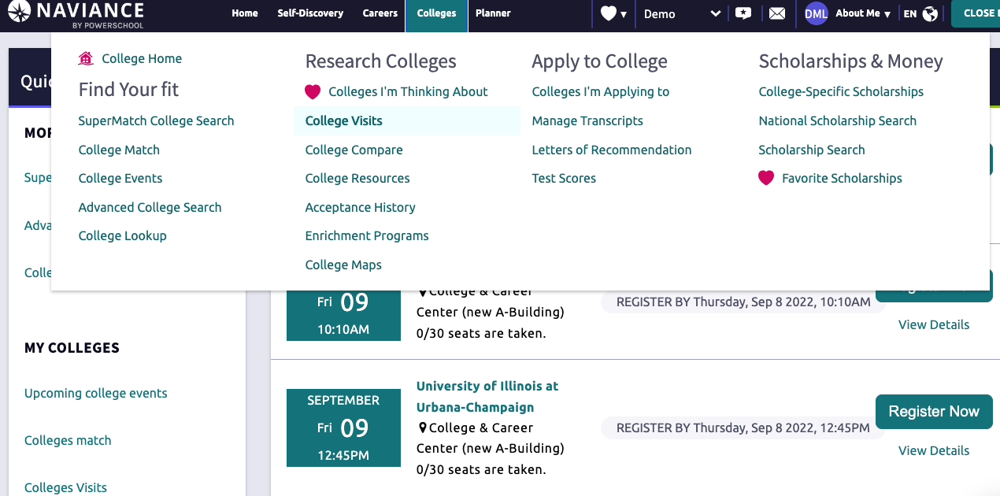 NAVIANCE
BY POWERSCHOOL
Home Self-Discovery Careers Colleges Planner
Demo
DML About Me ▼ EN
CLOSE
College Home
Find Your fit
SuperMatch College Search
College Match
College Events
Advanced College Search
College Lookup
Research Colleges
Colleges I'm Thinking About
College Visits
College Compare
College Resources
Acceptance History
Enrichment Programs
College Maps
Apply to College
Colleges I'm Applying to
Manage Transcripts
Letters of Recommendation
Test Scores
Scholarships & Money
College-Specific Scholarships
National Scholarship Search
Scholarship Search
Favorite Scholarships
MY COLLEGES
Upcoming college events
Colleges match
Colleges Visits
Fri 09
10:10AM
College & Career
Center (new A-Building)
0/30 seats are taken.
REGISTER BY Thursday, Sep 8 2022, 10:10AM
View Details
SEPTEMBER
Fri 09
12:45PM
University of Illinois at
Urbana-Champaign
College & Career
Center (new A-Building)
0/30 seats are taken.
REGISTER BY Thursday, Sep 8 2022, 12:45PM
Register Now
View Details